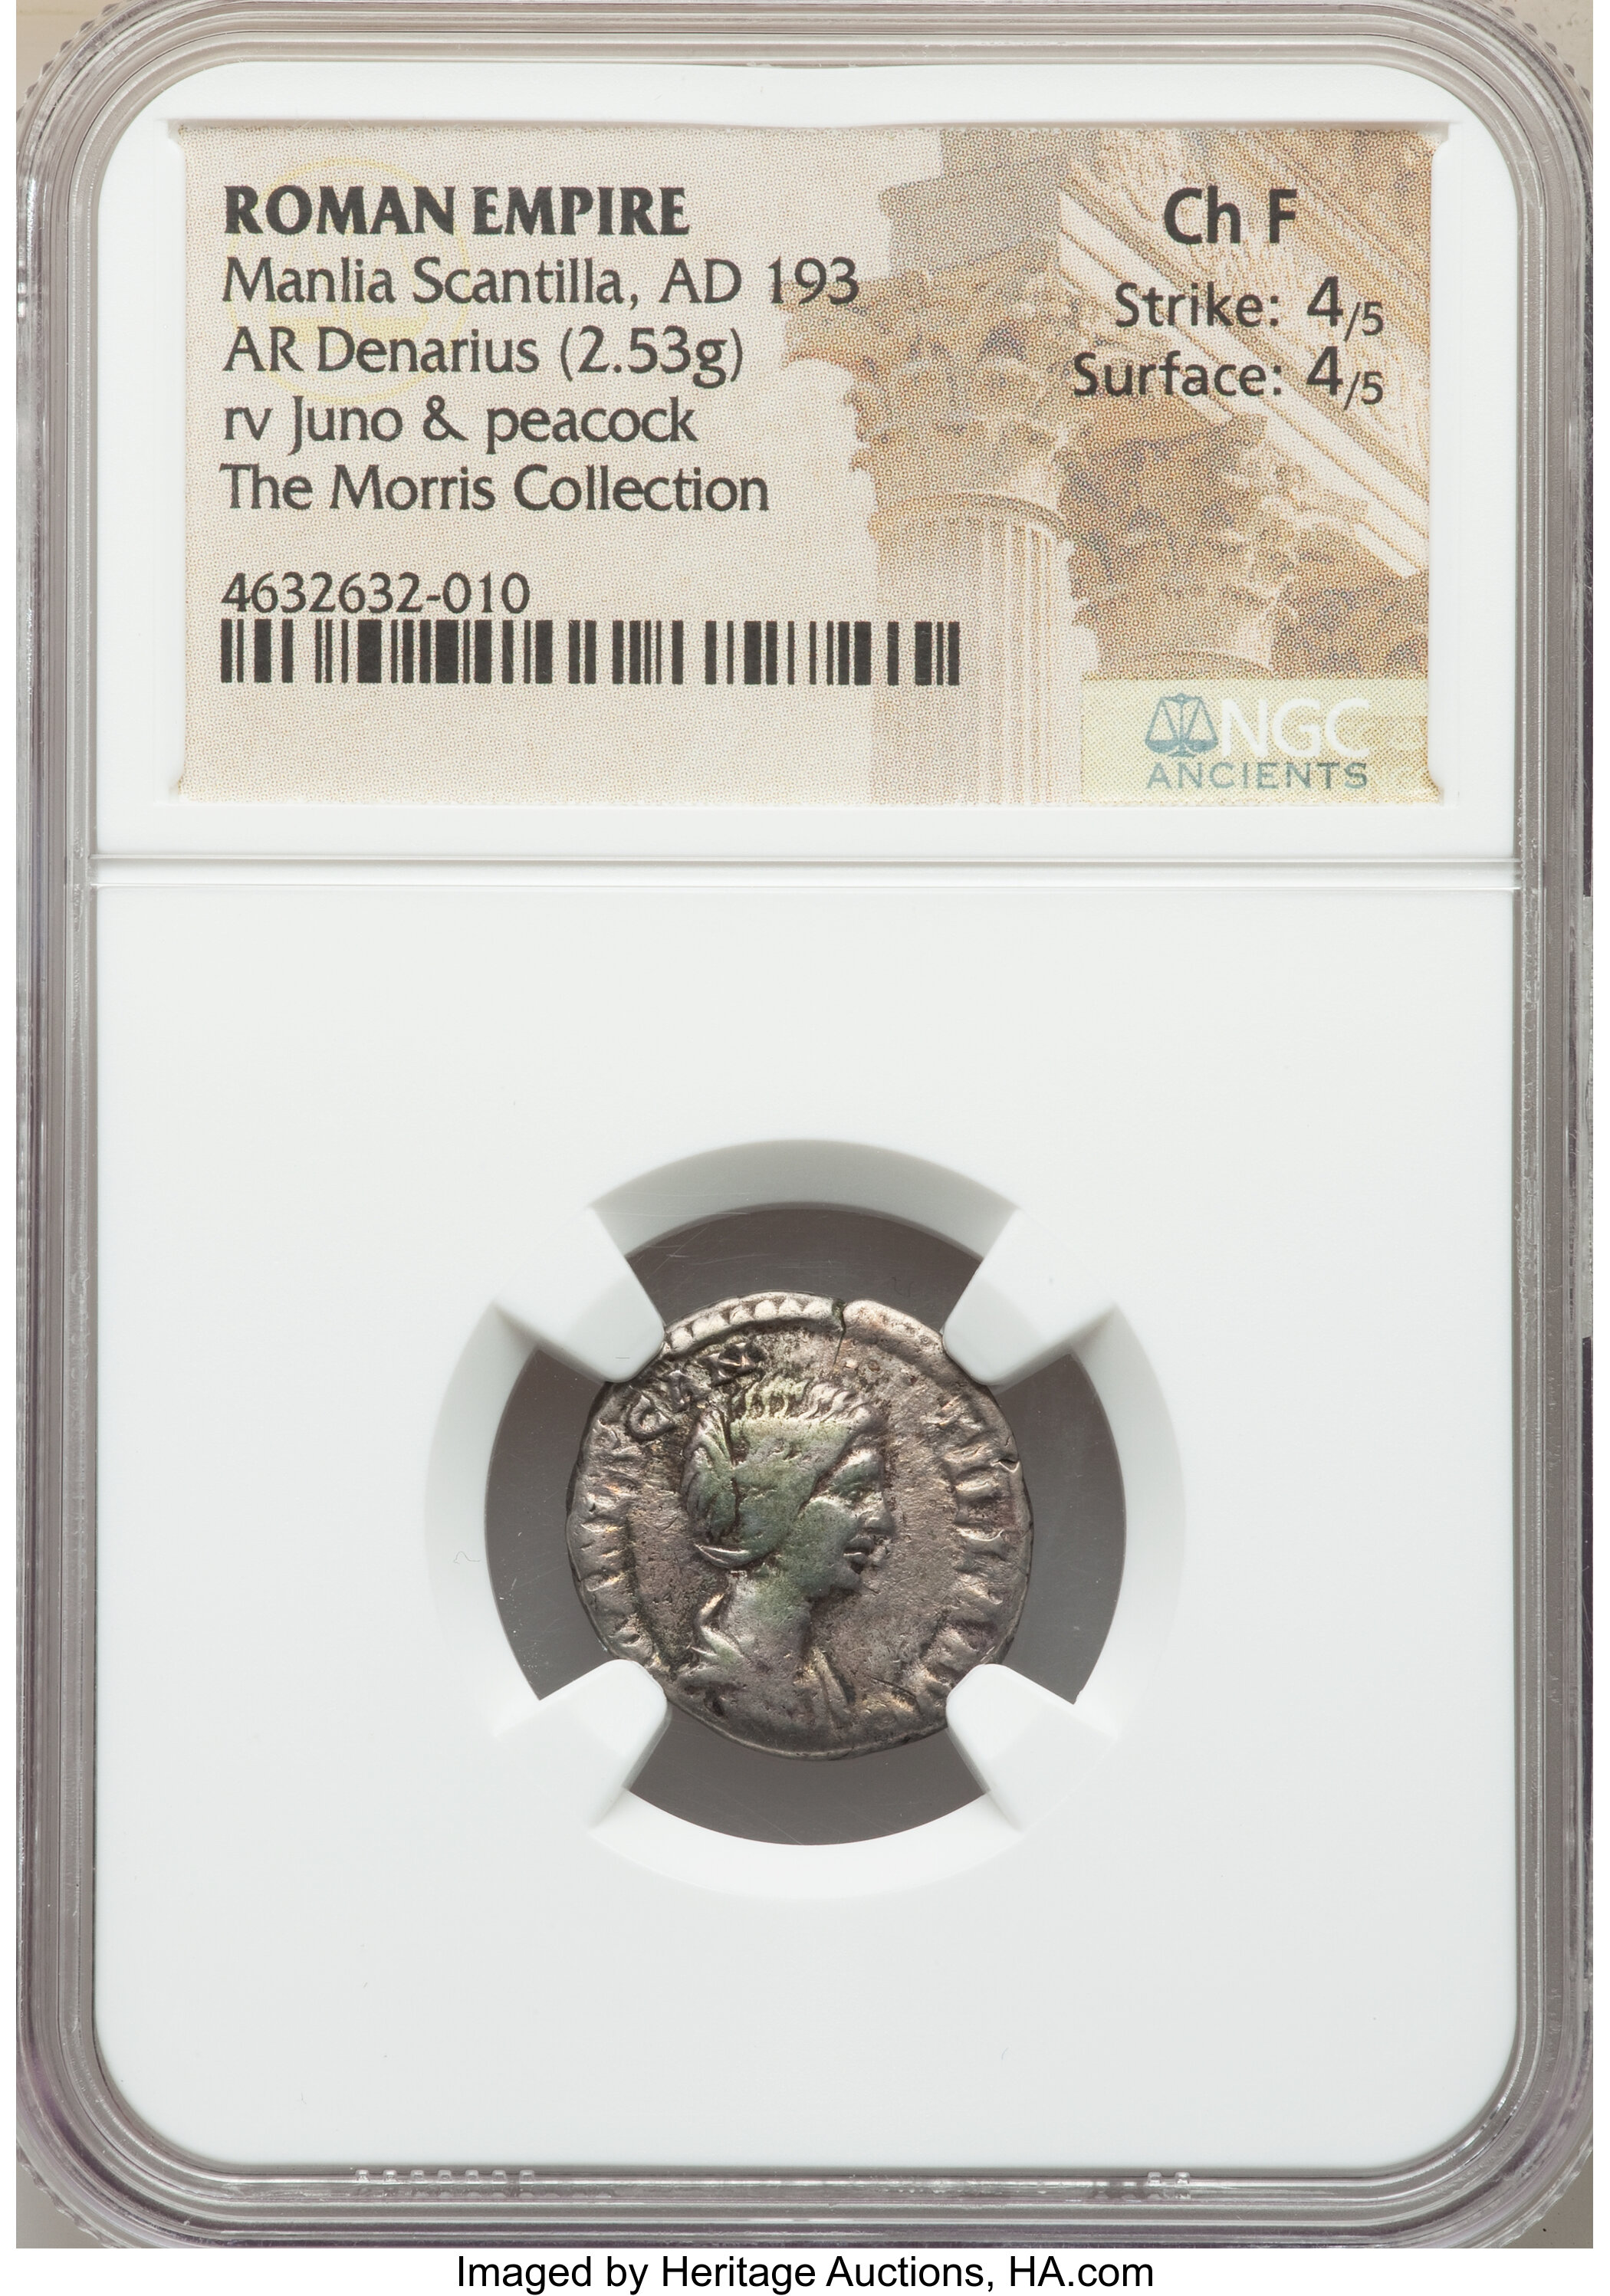 ROMAN EMPIRE
Manlia Scantilla, AD 193
AR Denarius (2.53g)
rv Juno & peacock
The Morris Collection
4632632-010
Ch F
Strike: 4/5
Surface: 4/5
NGC
ANCIENTS
Imaged by Heritage Auctions, HA.com